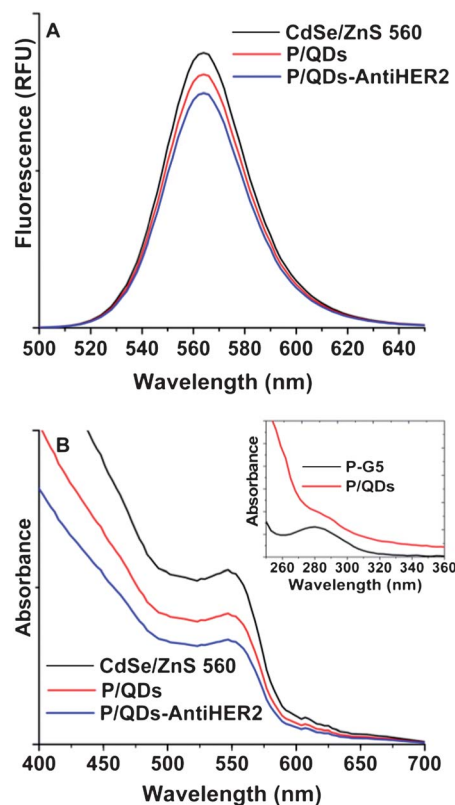 A
CdSe/ZnS 560
P/QDs
P/QDs-AntiHER2
Fluorescence (RFU)
500 520 540 560 580 600 620 640
Wavelength (nm)
B
P-G5
P/QDs
Absorbance
260 280 300 320 340 360
Wavelength (nm)
Absorbance
CdSe/ZnS 560
P/QDs
P/QDs-AntiHER2
400 450 500 550 600 650 700
Wavelength (nm)